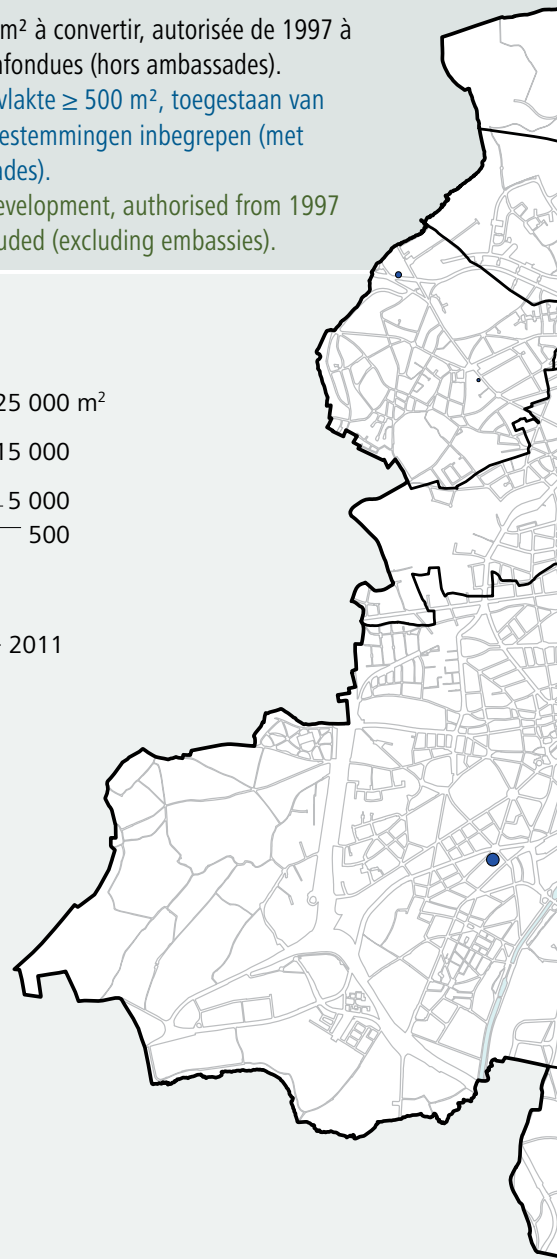 m² à convertir, autorisée de 1997 à
nfondues (hors ambassades).
vlakte ≥ 500 m², toegestaan van
estemmingen inbegrepen (met
ades).
evelopment, authorised from 1997
uded (excluding embassies).
25 000 m²
15 000
5 000
500
2011